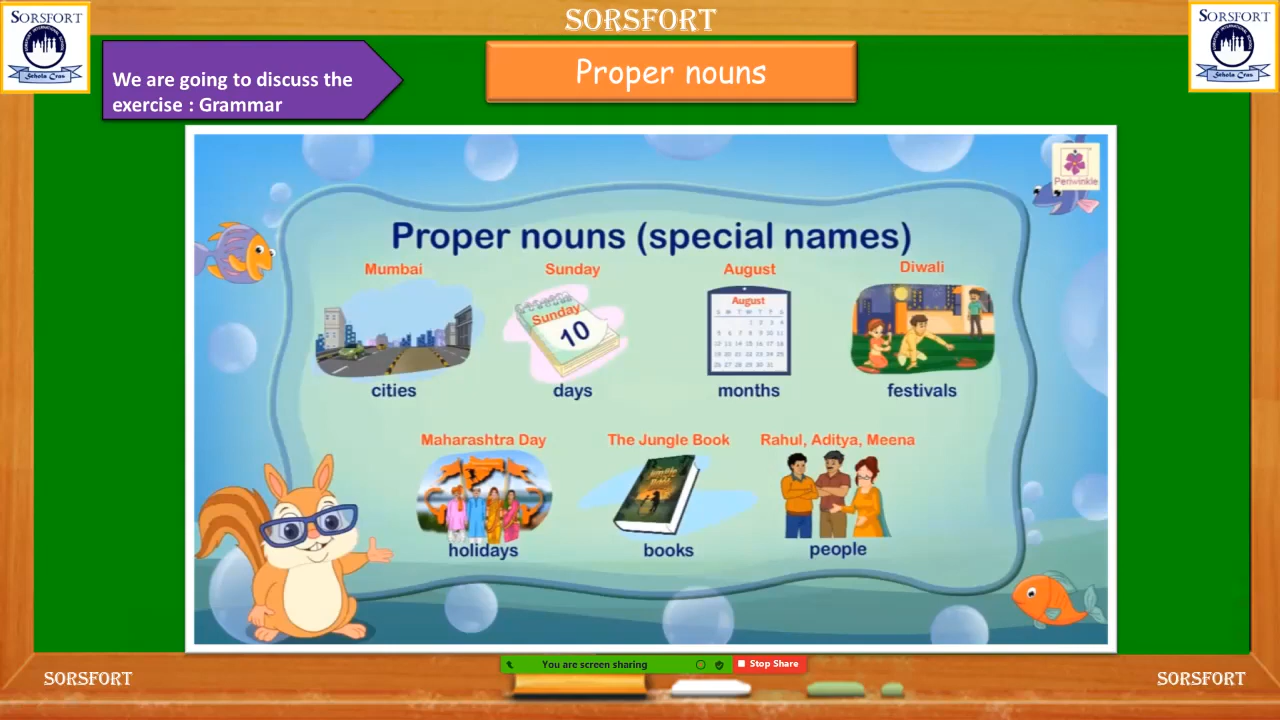 SORSFORT
SORSFORT
Schola Cras
SORSFORT
Schola Cras
We are going to discuss the
exercise : Grammar
Proper nouns
Periwinkle
Proper nouns (special names)
Mumbai
Sunday
August
Diwali
Sunday
10
August
cities
days
months
festivals
Maharashtra Day
The Jungle Book
Rahul, Aditya, Meena
holidays
books
people
You are screen sharing
Stop Share
SORSFORT
SORSFORT